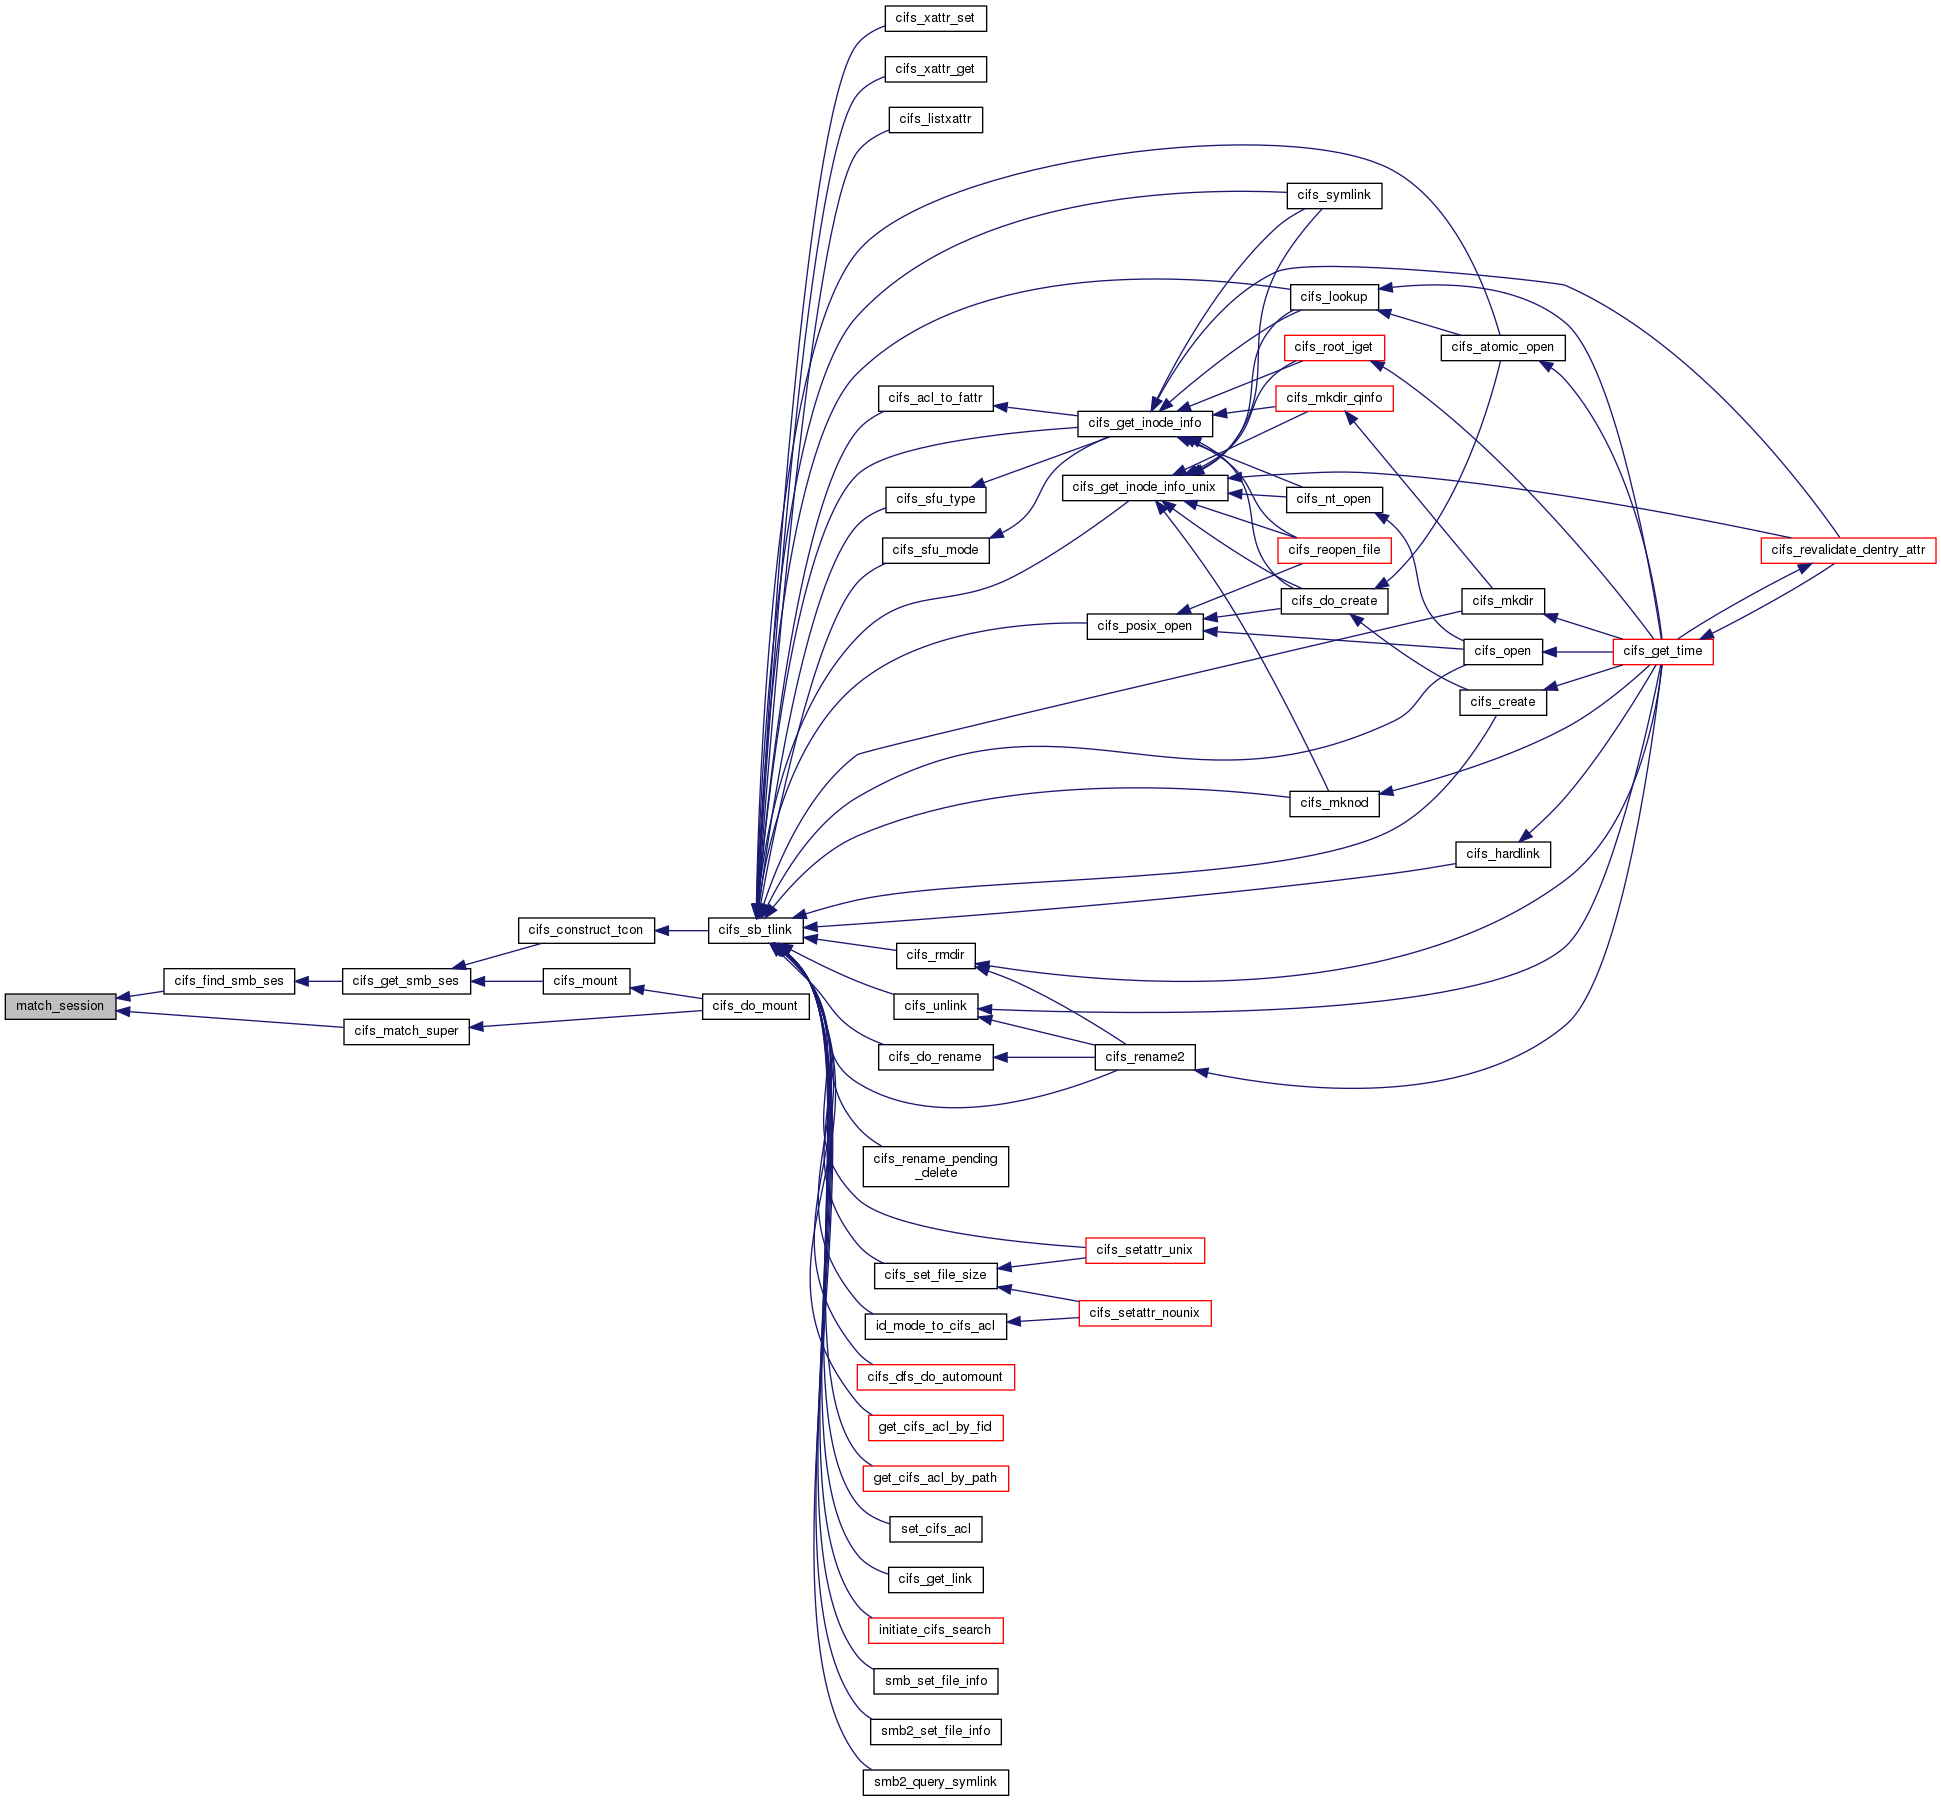 cifs_xattr_set
cifs_xattr_get
cifs_listxattr
cifs_symlink
cifs_lookup
cifs_root_iget
cifs_atomic_open
cifs_acl_to_fattr
cifs_mkdir_qinfo
cifs_get_inode_info
cifs_get_inode_info_unix
cifs_sfu_type
cifs_nt_open
cifs_sfu_mode
cifs_reopen_file
cifs_revalidate_dentry_attr
cifs_do_create
cifs_mkdir
cifs_posix_open
cifs_open
cifs_get_time
cifs_create
cifs_mknod
cifs_hardlink
cifs_construct_tcon
cifs_sb_tlink
cifs_rmdir
cifs_find_smb_ses
cifs_get_smb_ses
cifs_mount
match_session
cifs_do_mount
cifs_unlink
cifs_match_super
cifs_do_rename
cifs_rename2
cifs_rename_pending
_delete
cifs_setattr_unix
cifs_set_file_size
cifs_setattr_nounix
id_mode_to_cifs_acl
cifs_dfs_do_automount
get_cifs_acl_by_fid
get_cifs_acl_by_path
set_cifs_acl
cifs_get_link
initiate_cifs_search
smb_set_file_info
smb2_set_file_info
smb2_query_symlink